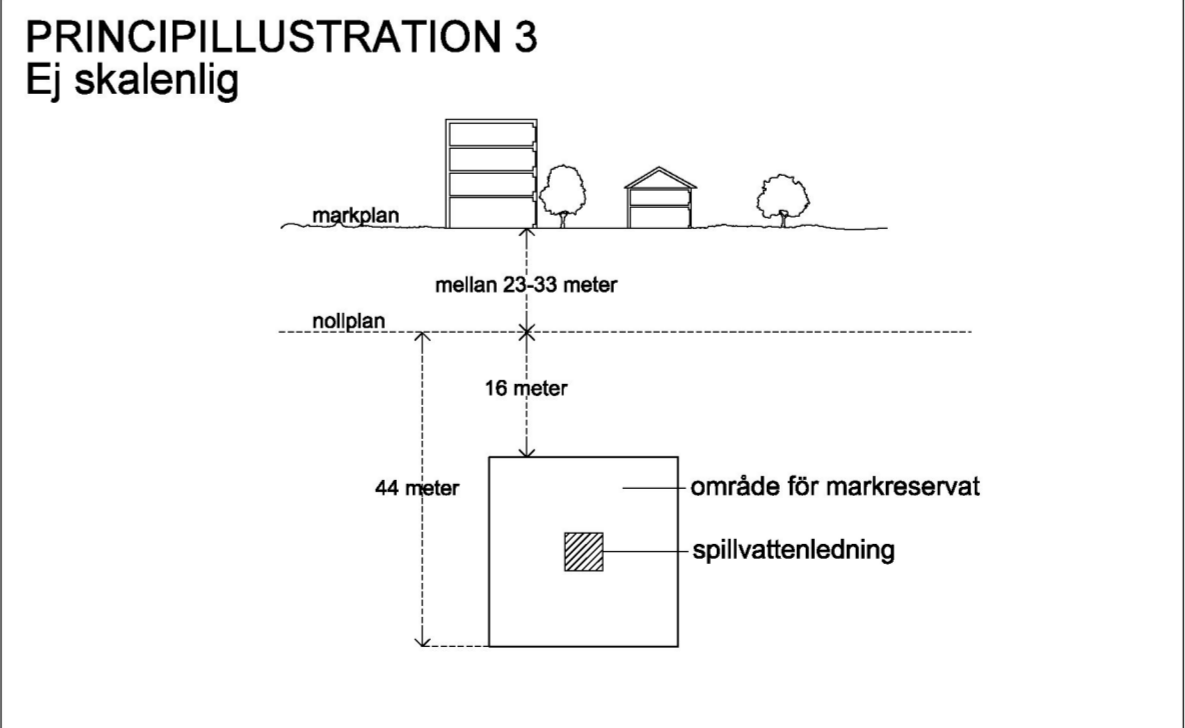 PRINCIPILLUSTRATION 3
Ej skalenlig
markplan
mellan 23-33 meter
nollplan
16 meter
44 meter
område för markreservat
spillvattenledning